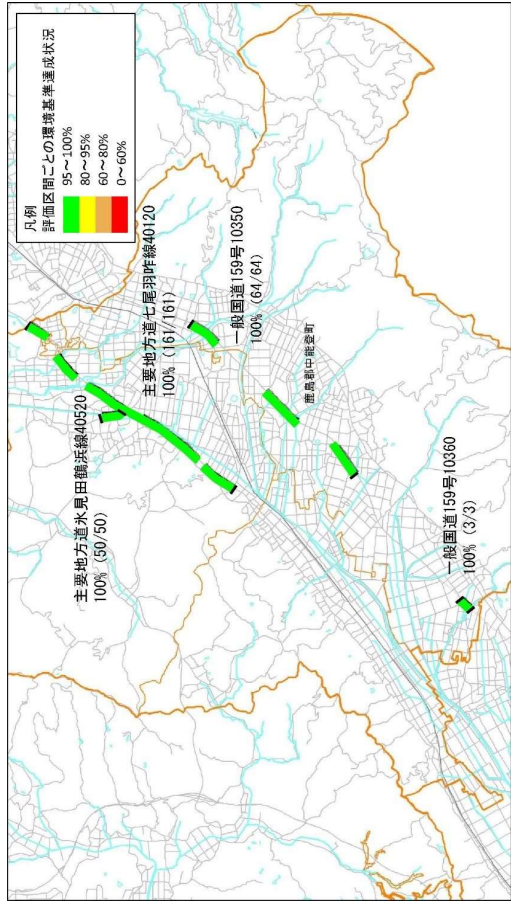 凡例
評価区間ごとの環境基準達成状況
95～100%
80～95%
60～80%
0～60%
主要地方道氷見田鶴浜線40520
100% (50/50)
主要地方道七尾羽咋線40120
100% (161/161)
一般国道159号10350
100% (64/64)
鹿島郡中能登町
一般国道159号10360
100% (3/3)